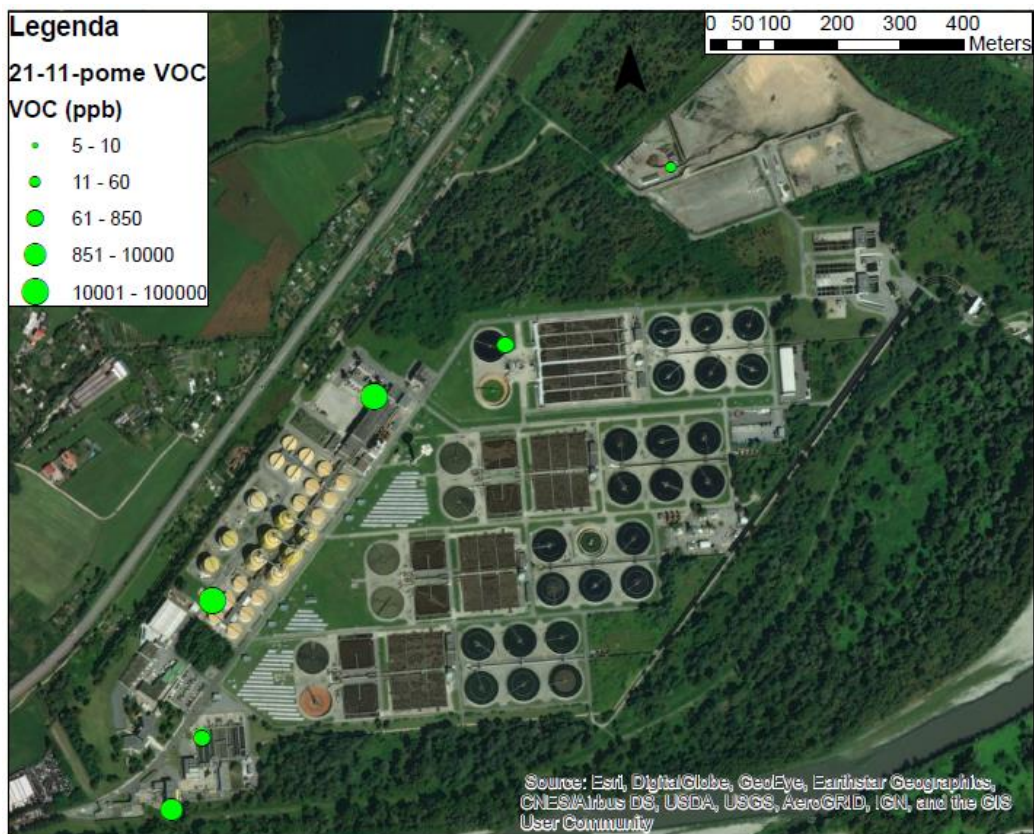 Legenda
21-11-pome VOC
VOC (ppb)
5 - 10
11 - 60
61 - 850
851 - 10000
10001 - 100000
0 50 100 200 300 400
Meters
Source: Esri, DigitalGlobe, GeoEye, Earthstar Geographics,
CNES/Airbus DS, USDA, USGS, AeroGRID, IGN, and the GIS
User Community